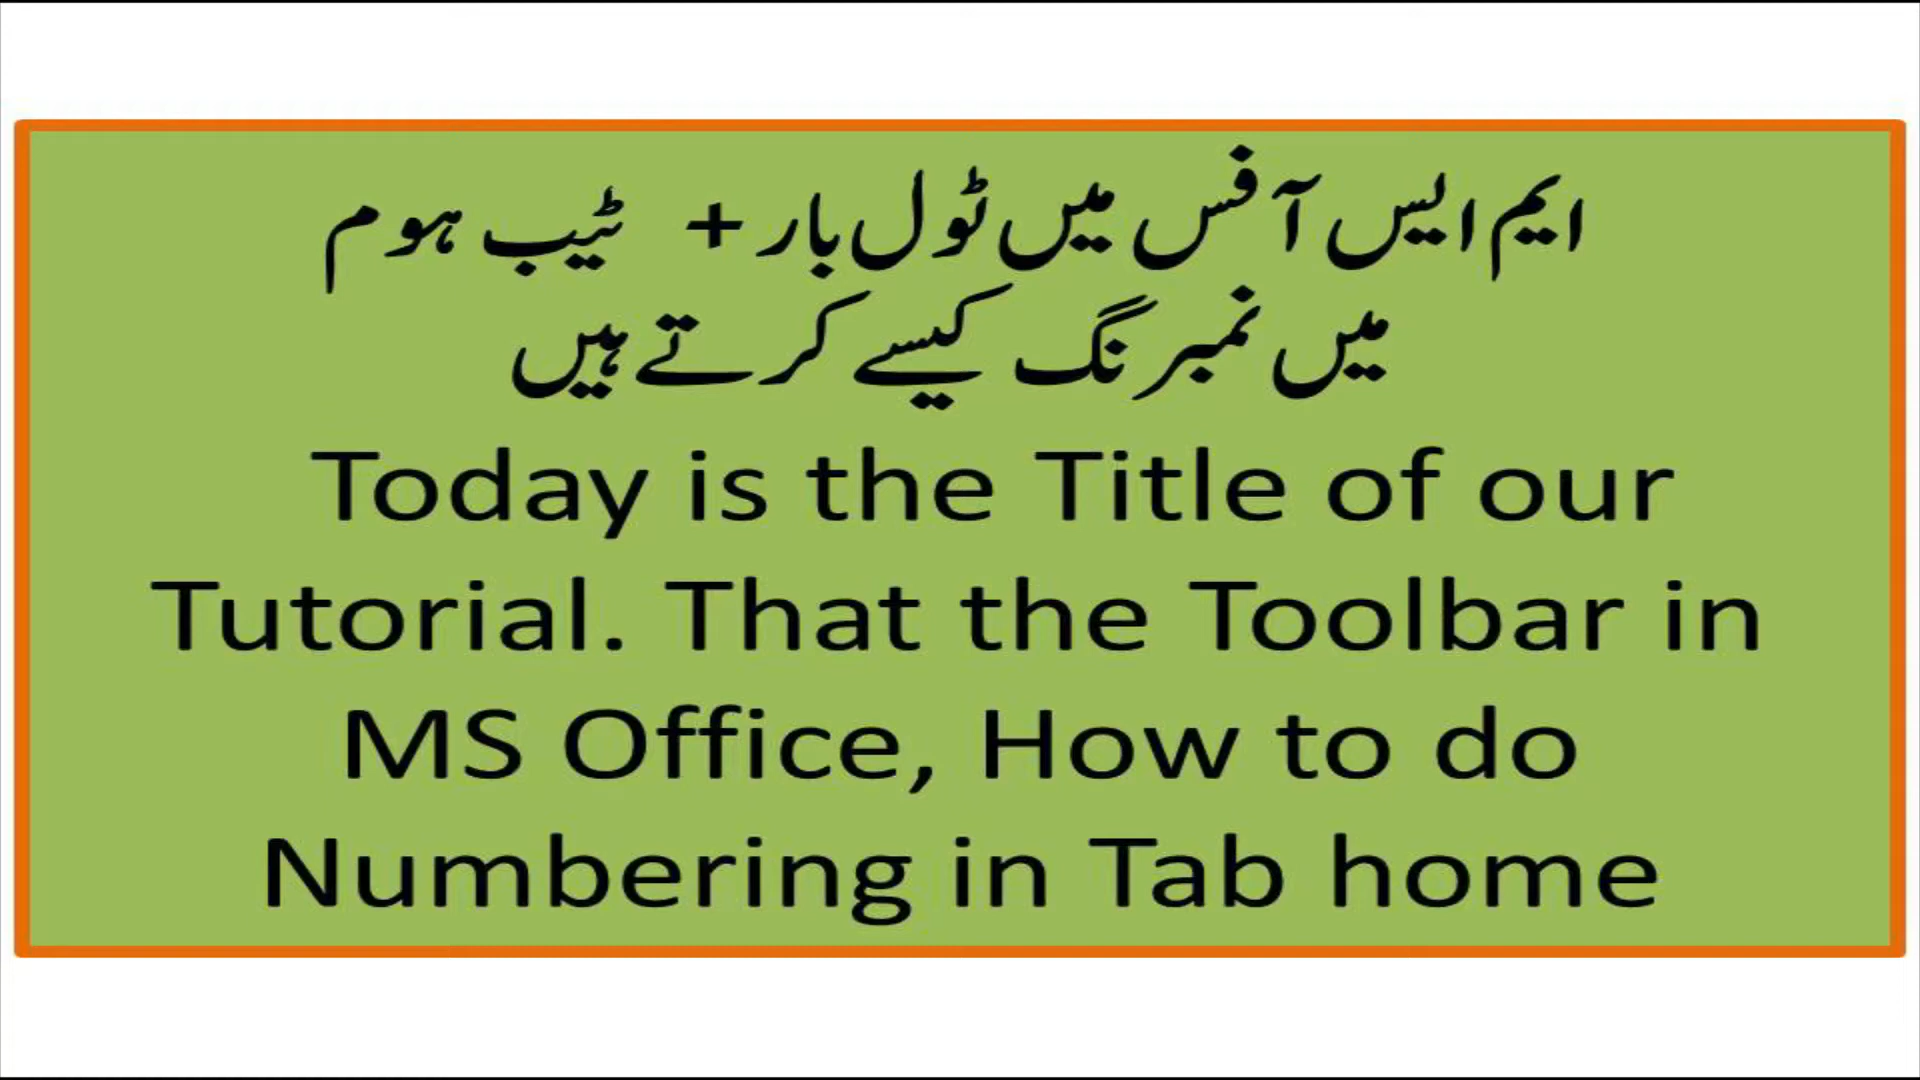 ایم ایس آفس میں ٹول بار + ٹیب ہوم
میں نمبرنگ کیسے کرتے ہیں
Today is the Title of our
Tutorial. That the Toolbar in
MS Office, How to do
Numbering in Tab home